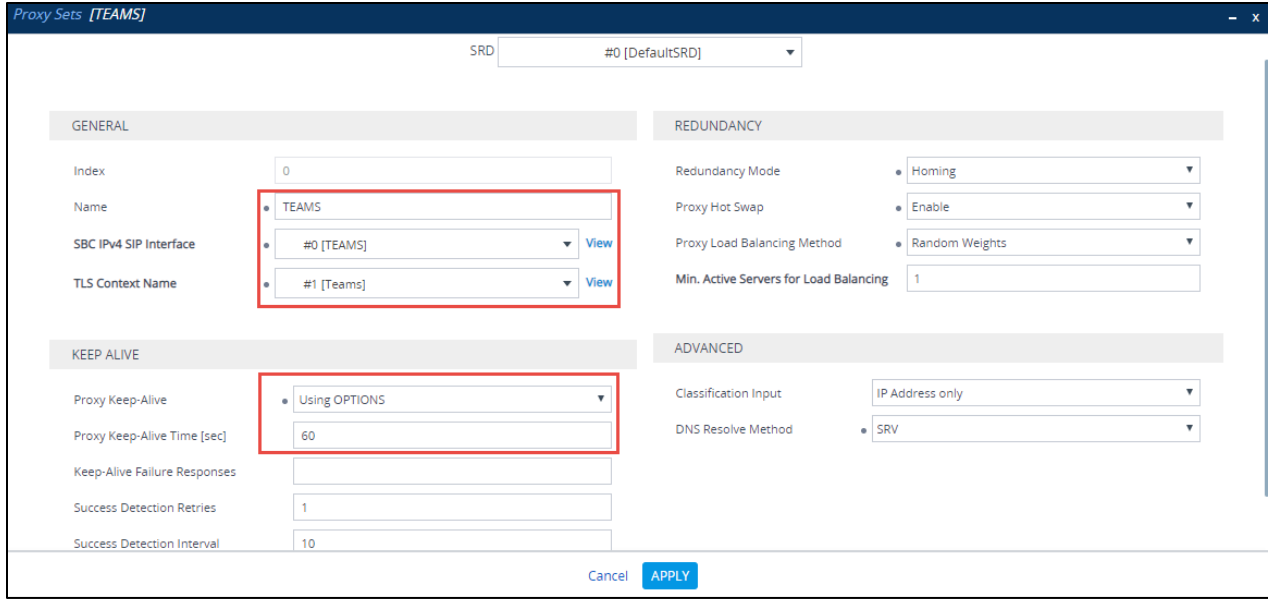 Proxy Sets [TEAMS] – x
SRD #0 [DefaultSRD]
GENERAL
Index 0
Name TEAMS
SBC IPv4 SIP Interface #0 [TEAMS] View
TLS Context Name #1 [Teams] View
KEEP ALIVE
Proxy Keep-Alive Using OPTIONS
Proxy Keep-Alive Time [sec] 60
Keep-Alive Failure Responses
Success Detection Retries 1
Success Detection Interval 10
REDUNDANCY
Redundancy Mode Homing
Proxy Hot Swap Enable
Proxy Load Balancing Method Random Weights
Min. Active Servers for Load Balancing 1
ADVANCED
Classification Input IP Address only
DNS Resolve Method SRV
Cancel APPLY